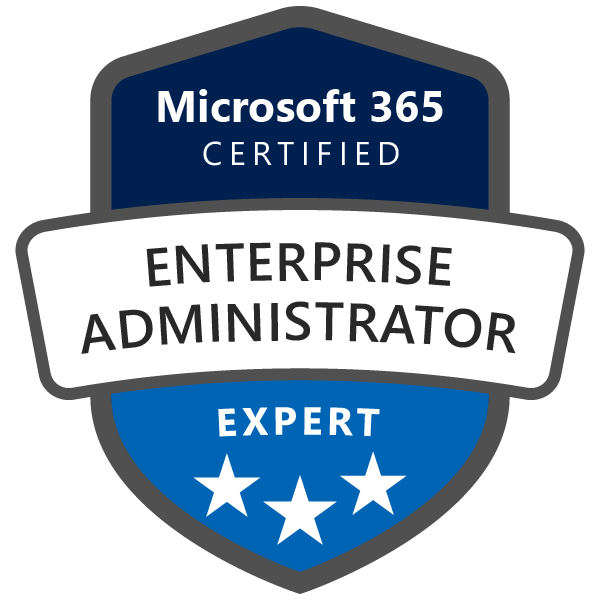 Microsoft 365
CERTIFIED
ENTERPRISE
ADMINISTRATOR
EXPERT